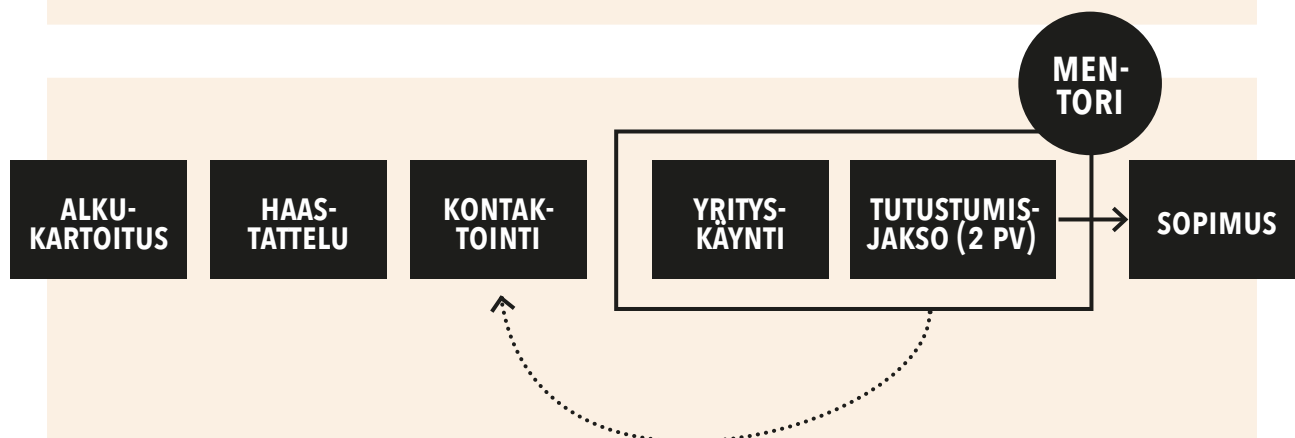 MEN-
TORI
ALKU-
KARTOITUS
HAAS-
TATTELU
KONTAK-
TOINTI
YRITYS-
KÄYNTI
TUTUSTUMIS-
JAKSO (2 PV)
SOPIMUS